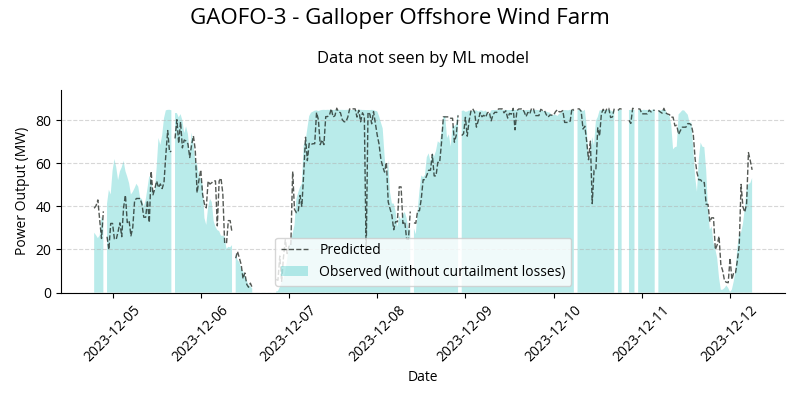 GAOFO-3 - Galloper Offshore Wind Farm
Data not seen by ML model
Power Output (MW)
80
60
40
20
0
Predicted
Observed (without curtailment losses)
2023-12-05
2023-12-06
2023-12-07
2023-12-08
2023-12-09
2023-12-10
2023-12-11
2023-12-12
Date